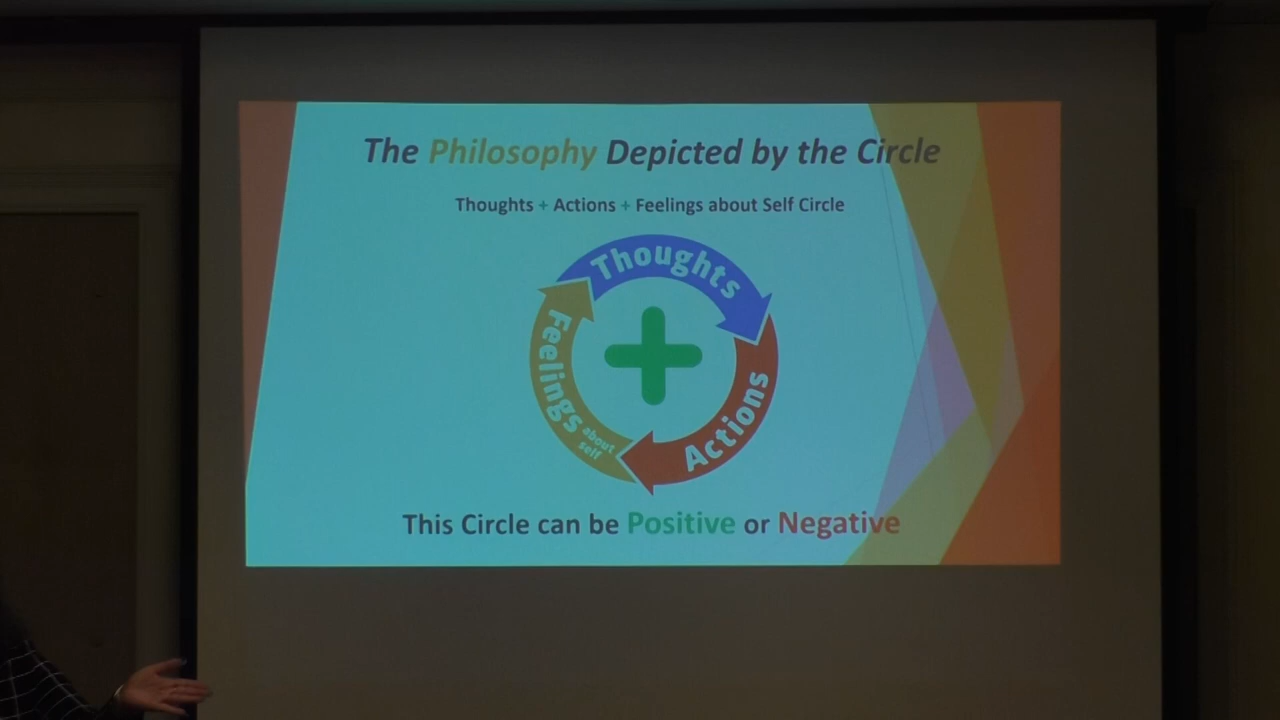 The Philosophy Depicted by the Circle
Thoughts + Actions + Feelings about Self Circle
Thoughts
Actions
Feelings
about
self
This Circle can be Positive or Negative